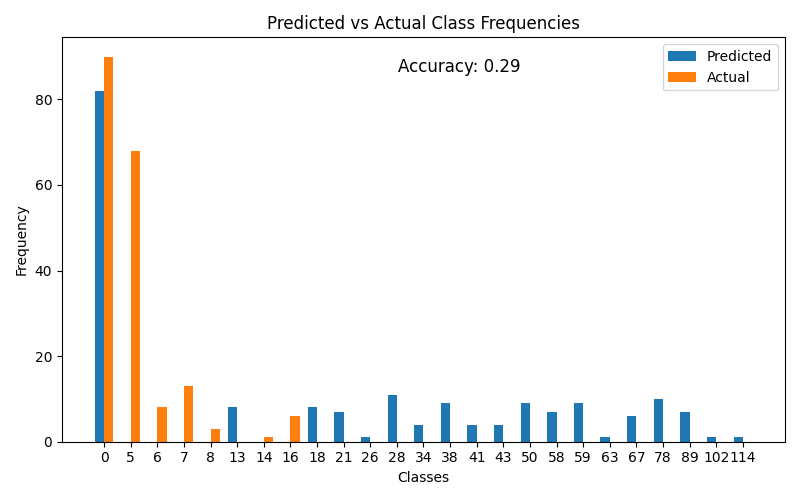 Predicted vs Actual Class Frequencies
Accuracy: 0.29
Predicted
Actual
Frequency
80
60
40
20
0
0 5 6 7 8 13 14 16 18 21 26 28 34 38 41 43 50 58 59 63 67 78 89 102 114
Classes